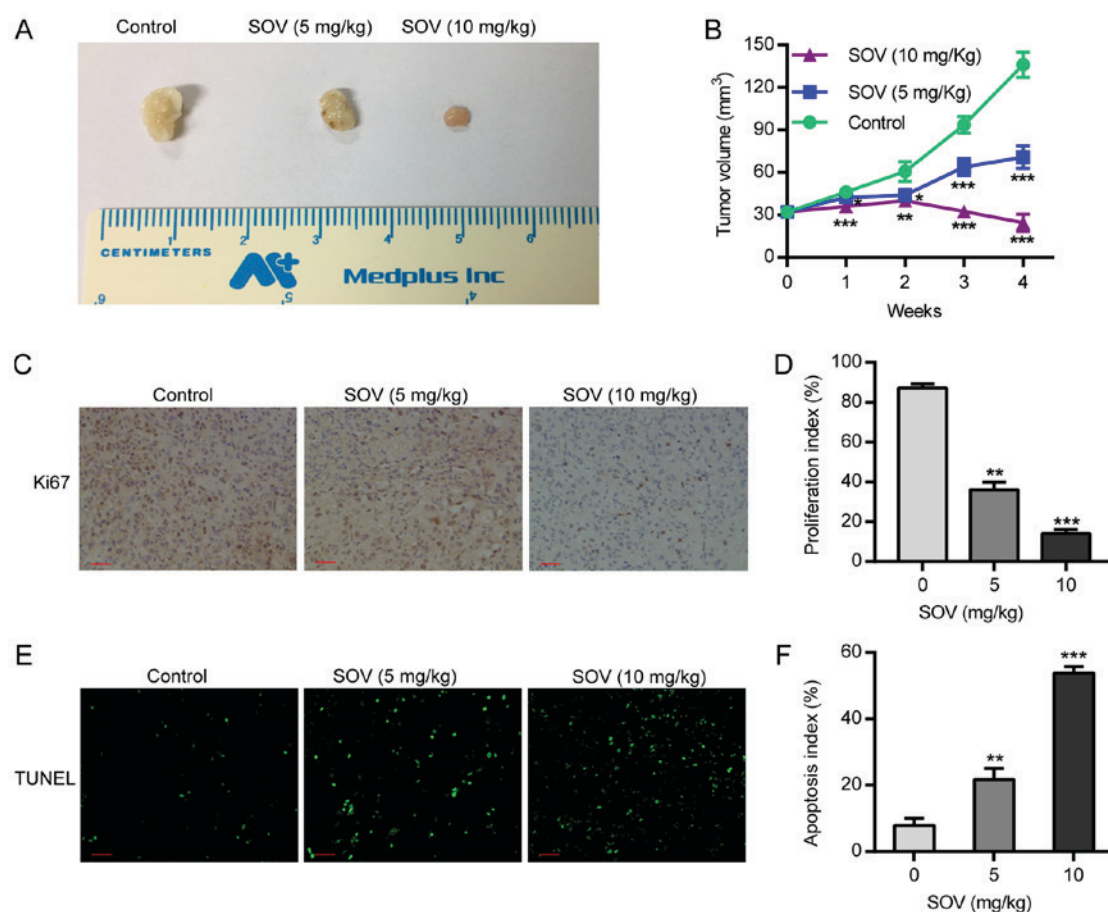 A
Control SOV (5 mg/kg) SOV (10 mg/kg)
1 2 3 4 5 6
CENTIMETERS
Medplus Inc
6' 5' 4'
B
Tumor volume (mm³)
150
120
90
60
30
0
SOV (10 mg/Kg)
SOV (5 mg/Kg)
Control
* *
*** ** *** ***
*** ***
0 1 2 3 4
Weeks
C
Control SOV (5 mg/kg) SOV (10 mg/kg)
Ki67
D
Proliferation index (%)
100
80
60
40
20
0
**
***
0 5 10
SOV (mg/kg)
E
Control SOV (5 mg/kg) SOV (10 mg/kg)
TUNEL
F
Apoptosis index (%)
60
40
20
0
***
**
0 5 10
SOV (mg/kg)